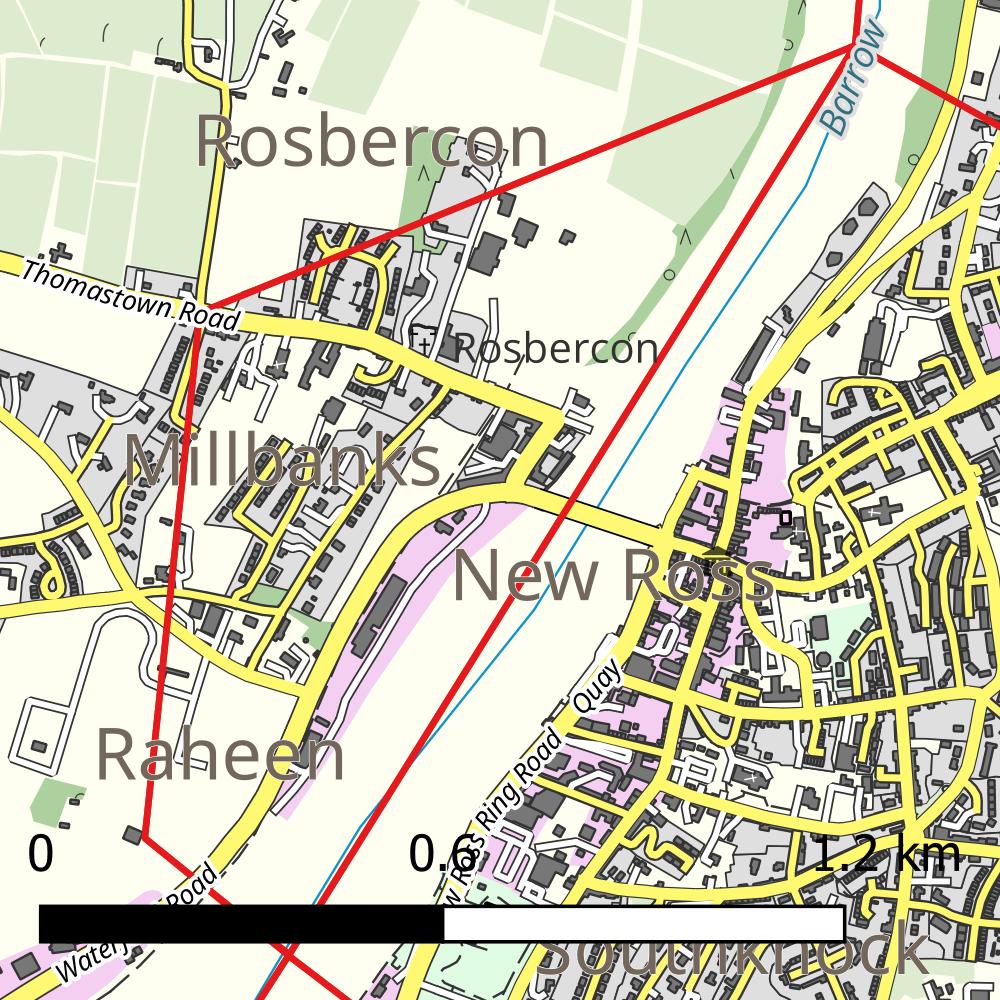 Barrow
Rosbercon
Thomastown Road
Rosbercon
Millbanks
New Ross
Quay
Raheen
Ring Road
0
0.6
1.2 km
Road
Southknock